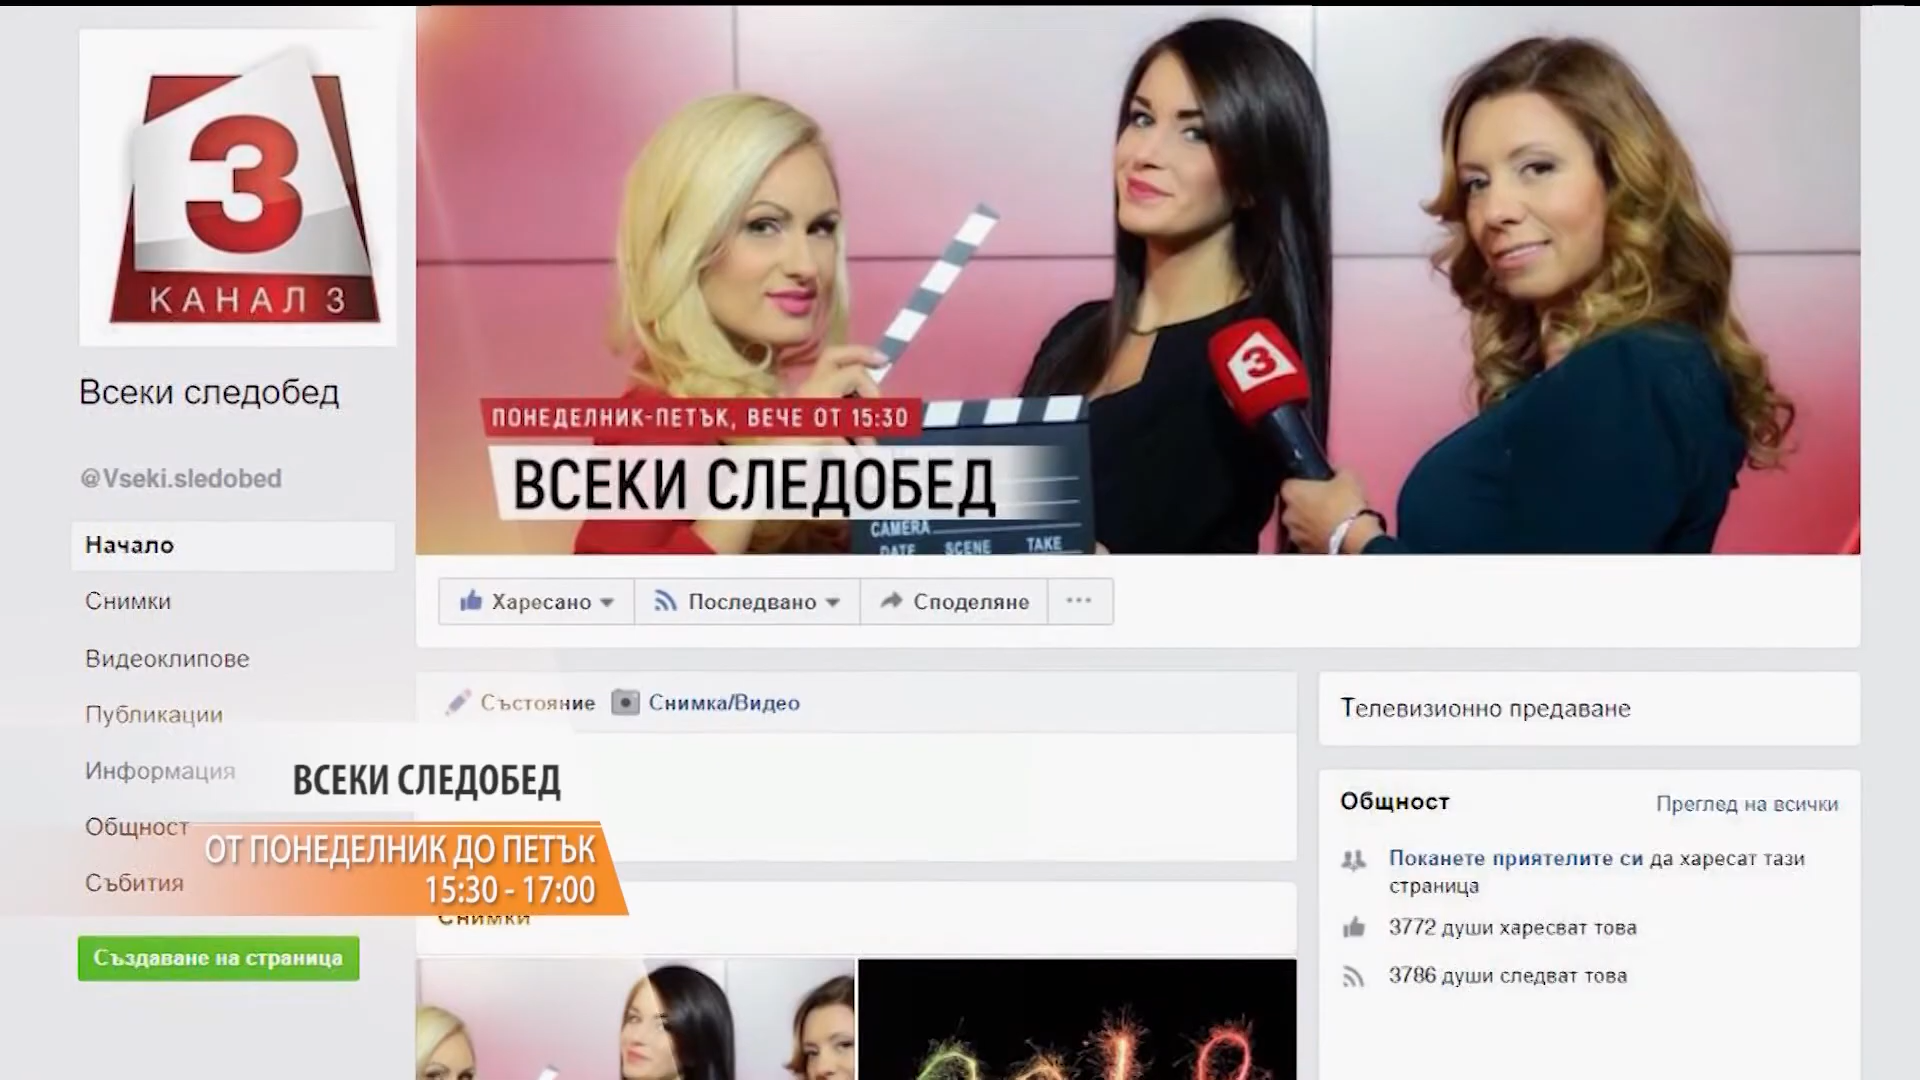 3
КАНАЛ 3
Всеки следобед
@Vseki.sledobed
Начало
Снимки
Видеоклипове
Публикации
Информация
Общност
Събития
Създаване на страница
3
ПОНЕДЕЛНИК-ПЕТЪК, ВЕЧЕ ОТ 15:30
ВСЕКИ СЛЕДОБЕД
CAMERA
DATE SCENE TAKE
Харесано
Последвано
Споделяне
Състояние
Снимка/Видео
Снимки
Телевизионно предаване
Общност
Преглед на всички
Поканете приятелите си да харесат тази
страница
3772 души харесват това
3786 души следват това
ВСЕКИ СЛЕДОБЕД
ОТ ПОНЕДЕЛНИК ДО ПЕТЪК
15:30 - 17:00